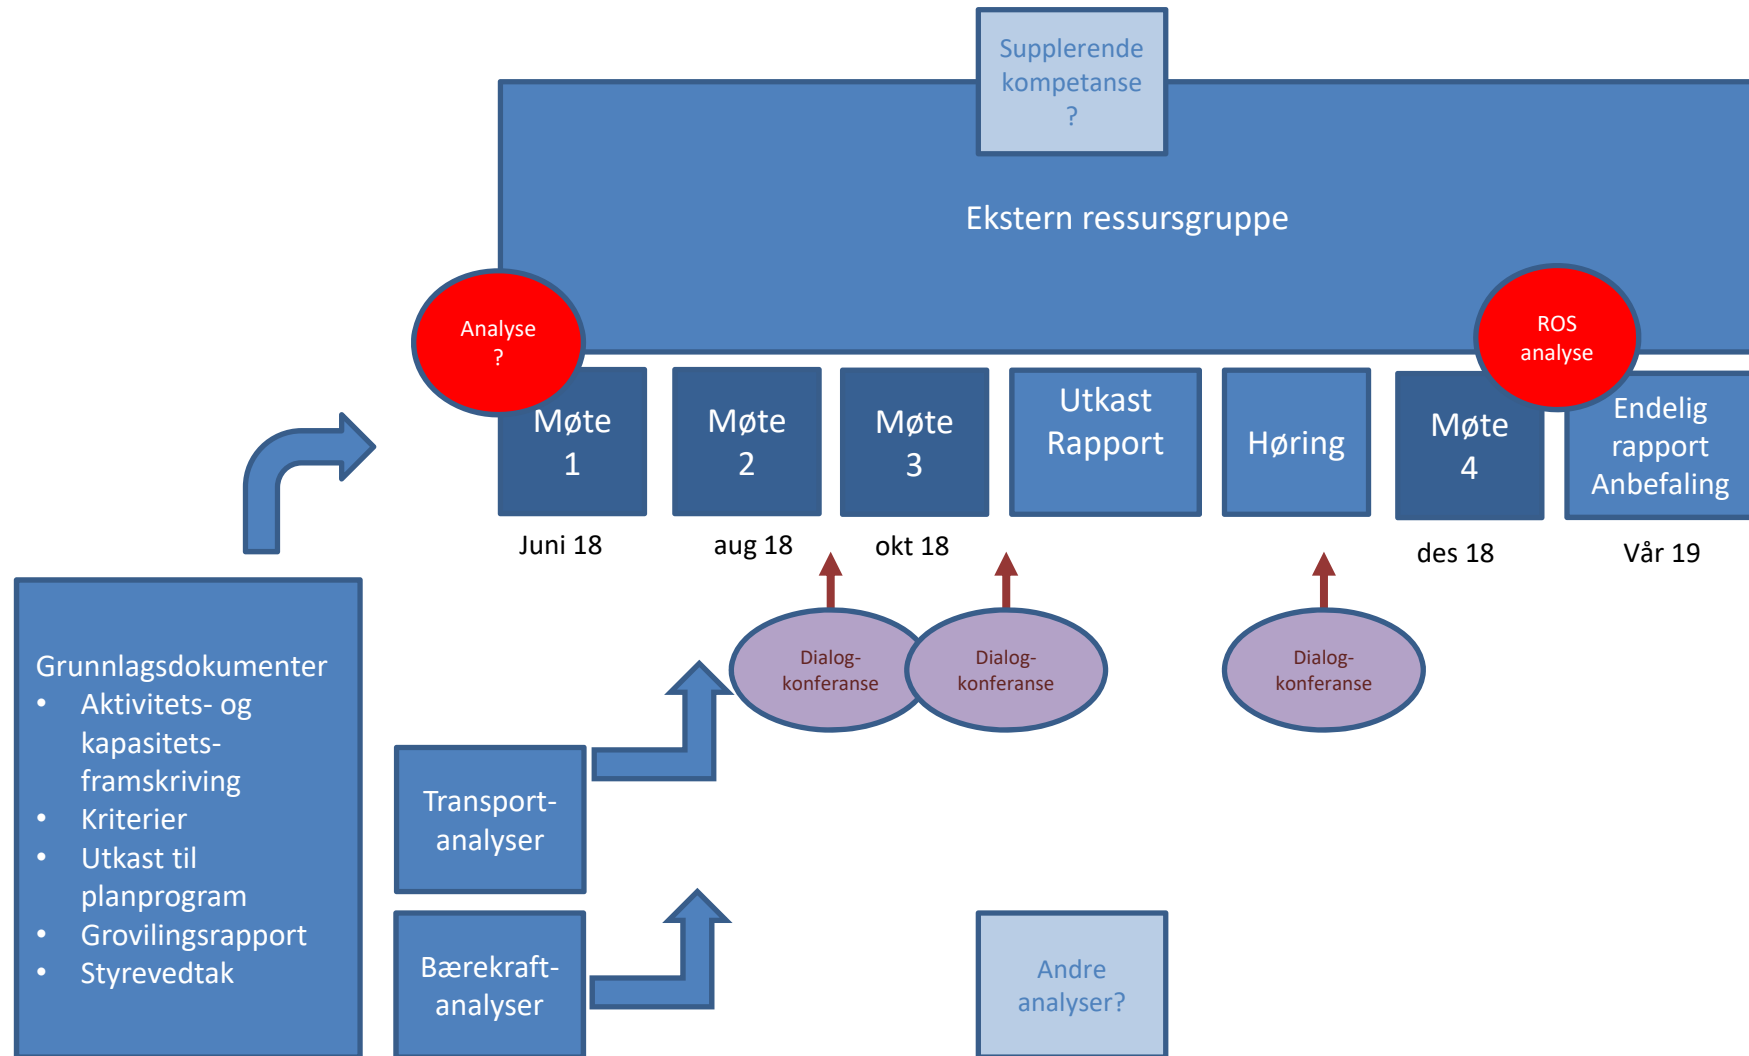 Supplerende
kompetanse
?
Ekstern ressursgruppe
Analyse
?
ROS
analyse
Møte
1
Møte
2
Møte
3
Utkast
Rapport
Høring
Møte
4
Endelig
rapport
Anbefaling
Juni 18
aug 18
okt 18
des 18
Vår 19
Dialog-
konferanse
Dialog-
konferanse
Dialog-
konferanse
Grunnlagsdokumenter
• Aktivitets- og
kapasitets-
framskriving
• Kriterier
• Utkast til
planprogram
• Grovilingsrapport
• Styrevedtak
Transport-
analyser
Bærekraft-
analyser
Andre
analyser?